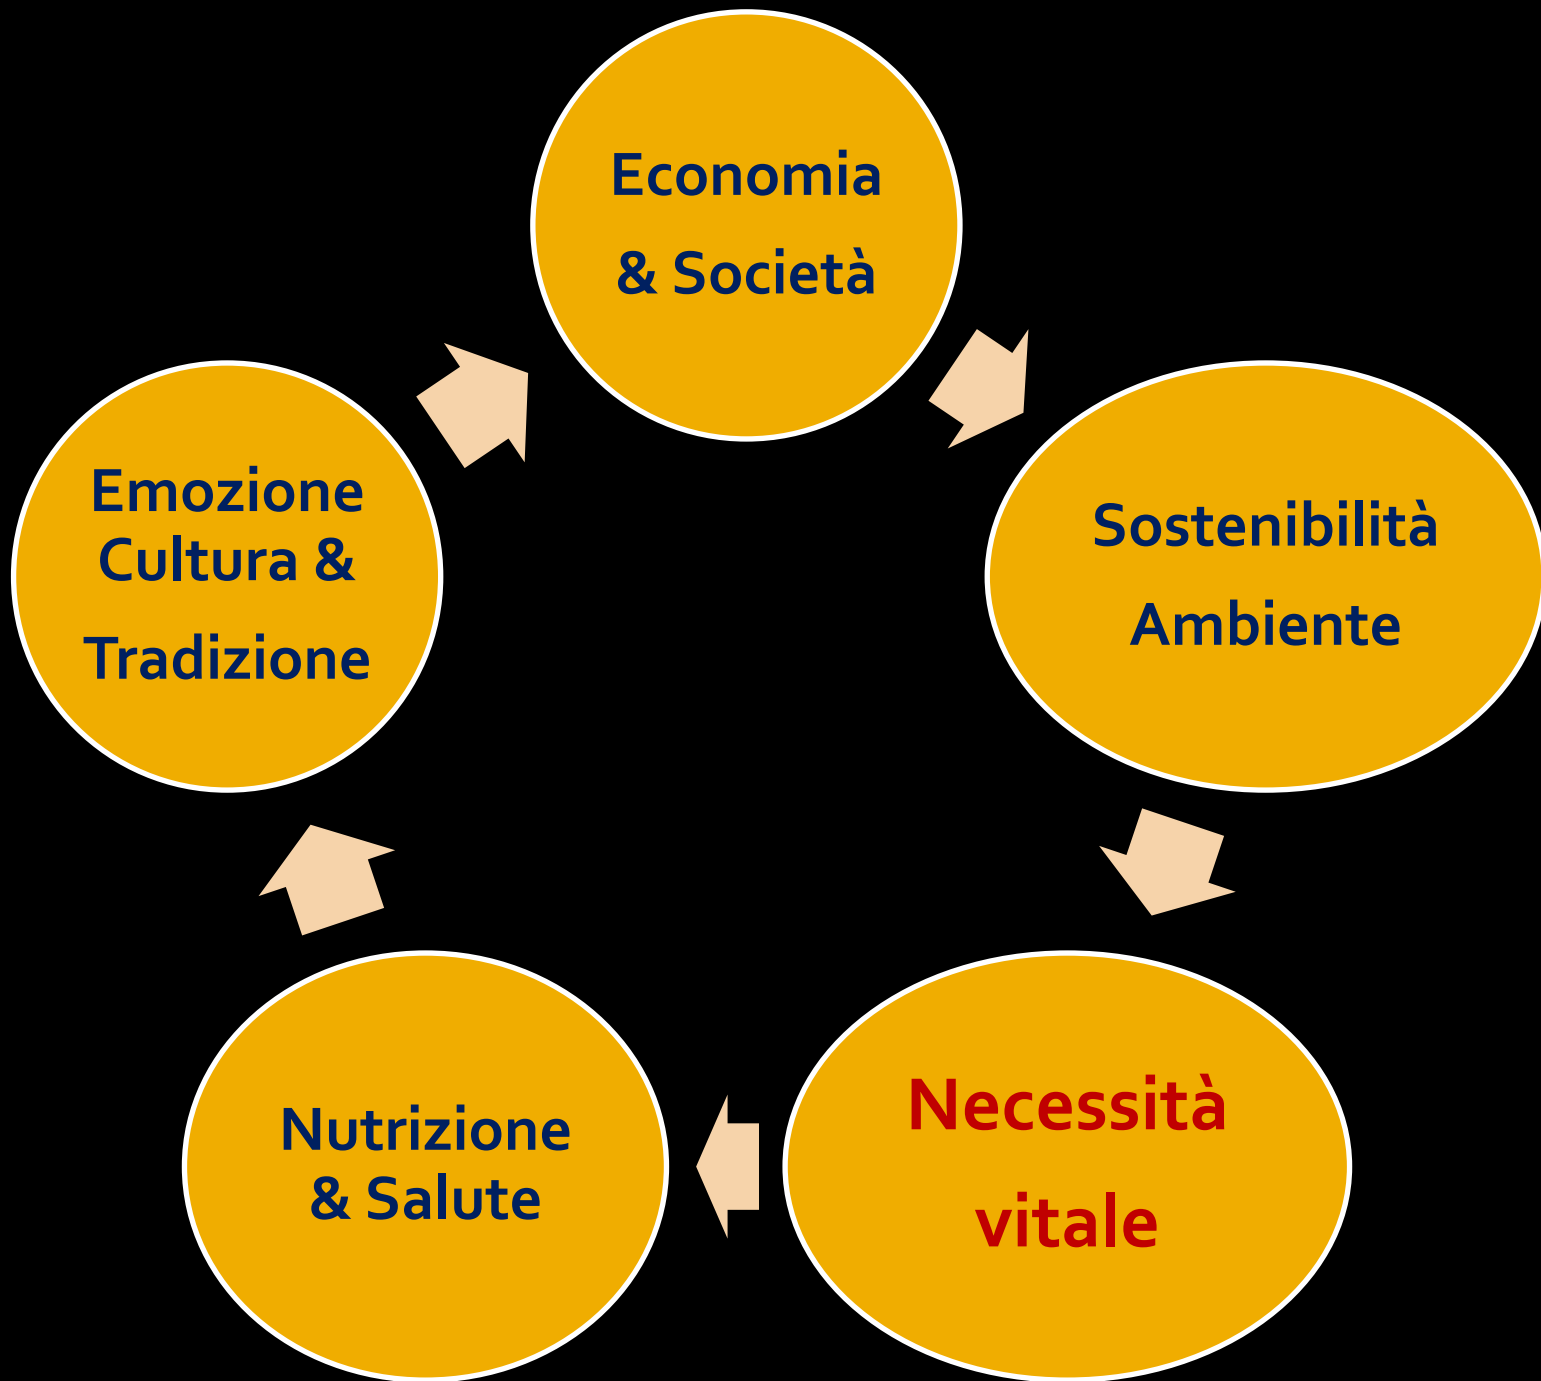 Economia
& Società
Sostenibilità
Ambiente
Necessità
vitale
Nutrizione
& Salute
Emozione
Cultura &
Tradizione